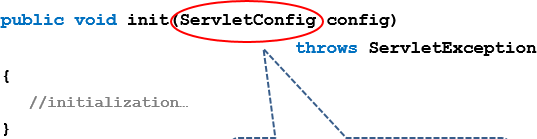 public void init(ServletConfig config)
throws ServletException
{
//initialization…
}